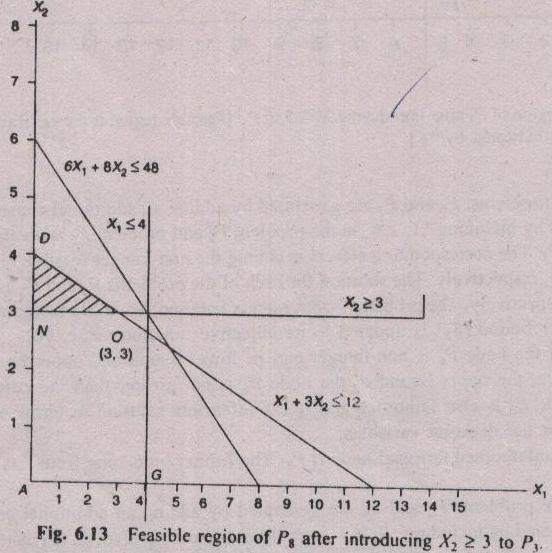 X₂
8
7
6
6X₁ + 8X₂ ≤ 48
5
X₁ ≤ 4
D
4
X₂ ≥ 3
3
N
O
(3, 3)
2
X₁ + 3X₂ ≤ 12
1
A
G
X₁
1 2 3 4 5 6 7 8 9 10 11 12 13 14 15
Fig. 6.13 Feasible region of P₈ after introducing X₂ ≥ 3 to P₃.